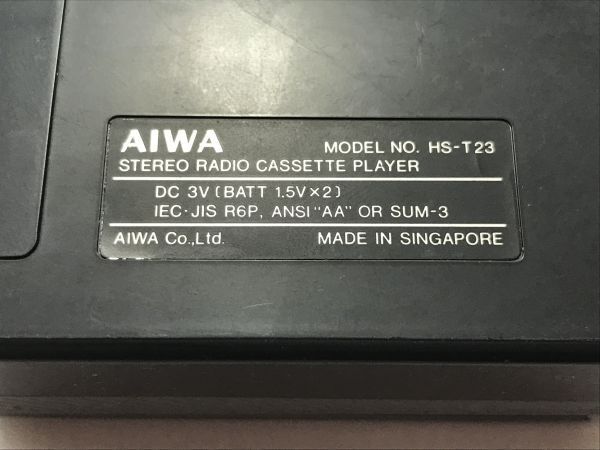 AIWA MODEL NO. HS-T23
STEREO RADIO CASSETTE PLAYER
DC 3V (BATT 1.5V×2)
IEC·JIS R6P, ANSI "AA" OR SUM-3
AIWA Co.,Ltd. MADE IN SINGAPORE